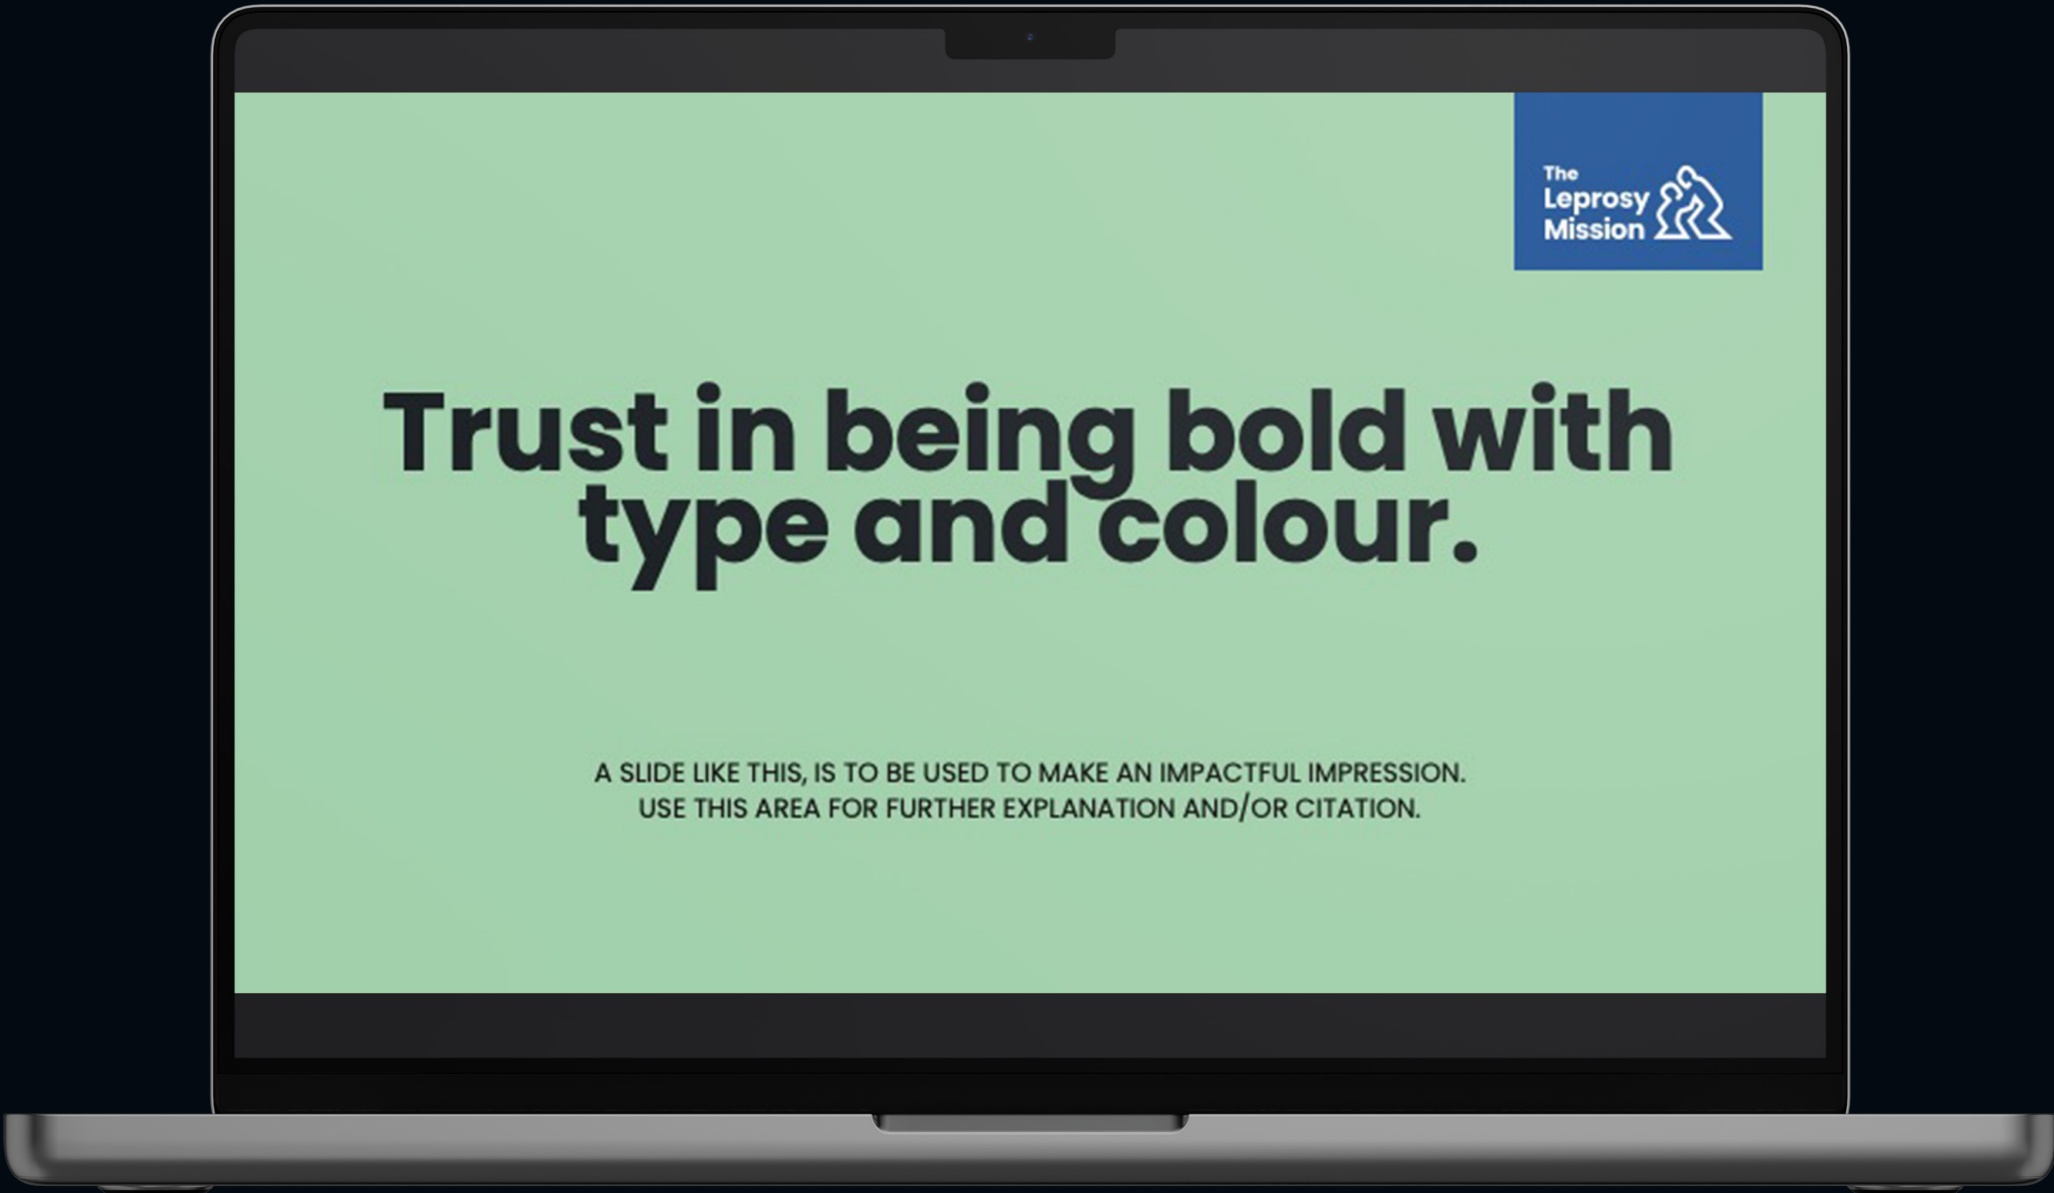 The
Leprosy
Mission
Trust in being bold with
type and colour.
A SLIDE LIKE THIS, IS TO BE USED TO MAKE AN IMPACTFUL IMPRESSION.
USE THIS AREA FOR FURTHER EXPLANATION AND/OR CITATION.